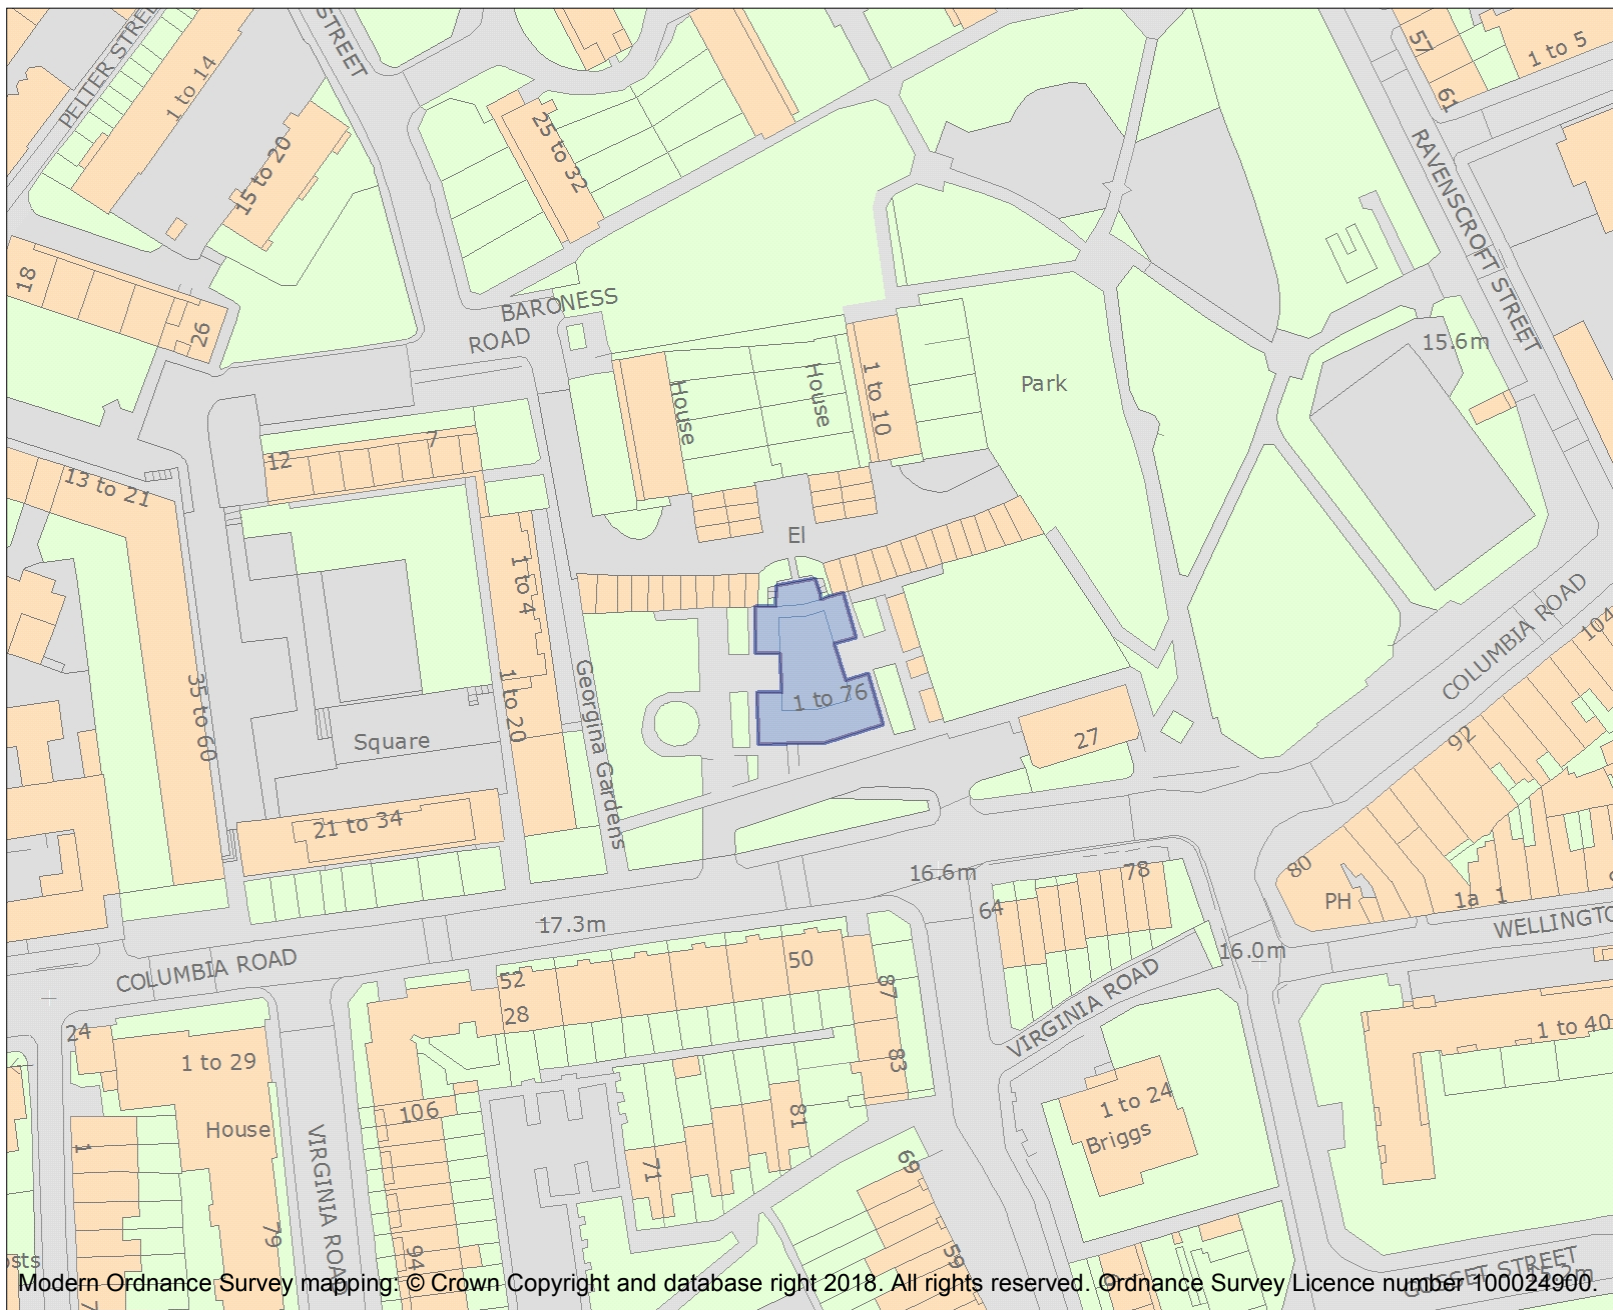 PELTER STREE
STREET
1 to 14
15 to 20
25 to 32
57
61
1 to 5
RAVENSCROFT STREET
18
26
BARONESS
ROAD
15.6m
House
House
1 to 10
Park
7
12
13 to 21
El
1 to 4
35 to 60
1 to 20
Georgina Gardens
1 to 76
Square
27
COLUMBIA ROAD
104
92
21 to 34
16.6m
78
64
80
PH
1a
1
WELLINGTO
17.3m
16.0m
COLUMBIA ROAD
52
50
28
87
83
VIRGINIA ROAD
24
1 to 29
House
1 to 40
106
1 to 24
Briggs
81
71
69
59
1
VIRGINIA ROAD
79
94
osts
7
GOSSET STREET
Modern Ordnance Survey mapping: © Crown Copyright and database right 2018. All rights reserved. Ordnance Survey Licence number 100024900.